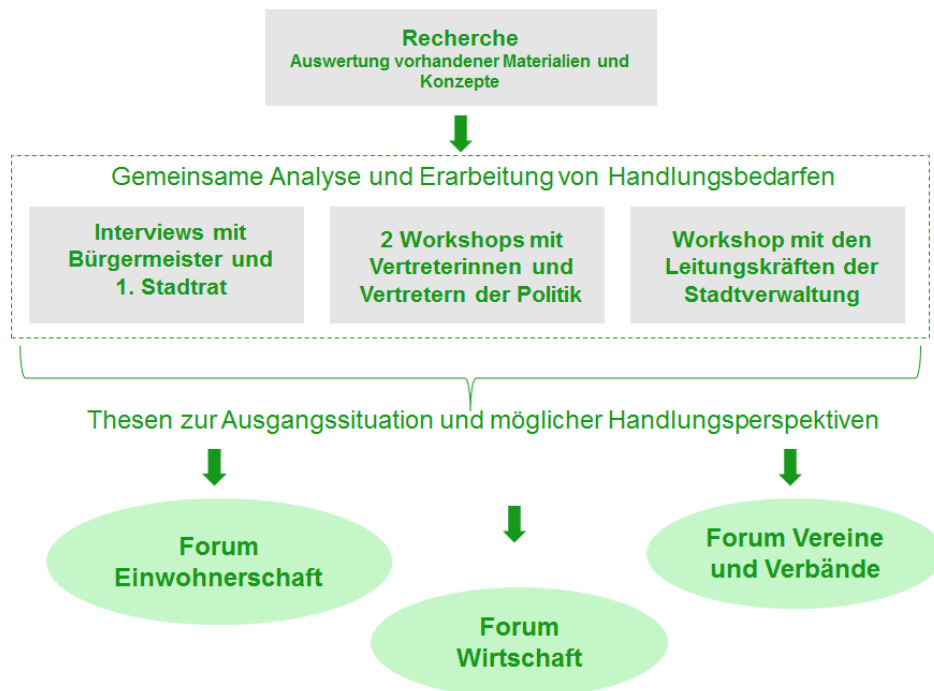 Recherche
Auswertung vorhandener Materialien und
Konzepte
Gemeinsame Analyse und Erarbeitung von Handlungsbedarfen
Interviews mit
Bürgermeister und
1. Stadtrat
2 Workshops mit
Vertreterinnen und
Vertretern der Politik
Workshop mit den
Leitungskräften der
Stadtverwaltung
Thesen zur Ausgangssituation und möglicher Handlungsperspektiven
Forum
Einwohnerschaft
Forum
Wirtschaft
Forum Vereine
und Verbände